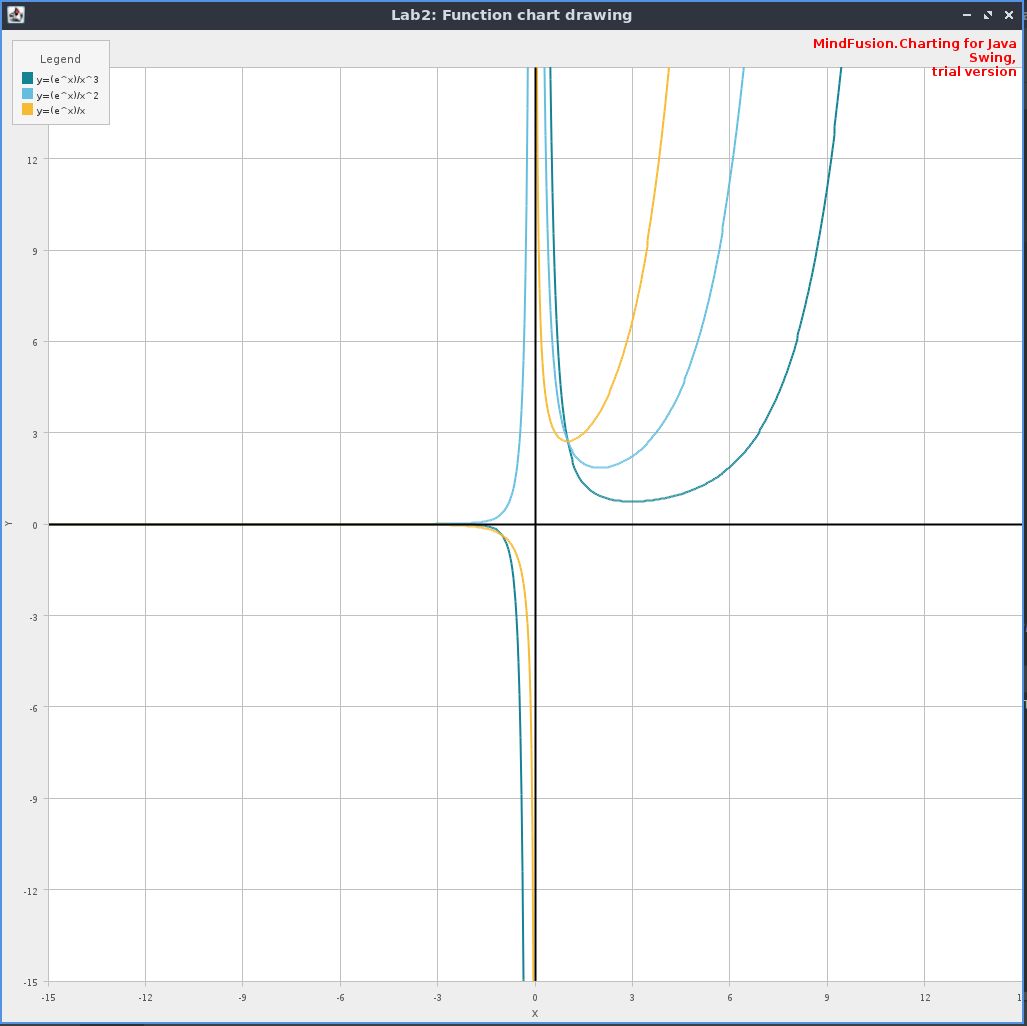 Lab2: Function chart drawing
MindFusion.Charting for Java
Swing,
trial version
Legend
y=(e^x)/x^3
y=(e^x)/x^2
y=(e^x)/x
12
9
6
3
0
-3
-6
-9
-12
-15
Y
-15 -12 -9 -6 -3 0 3 6 9 12
X